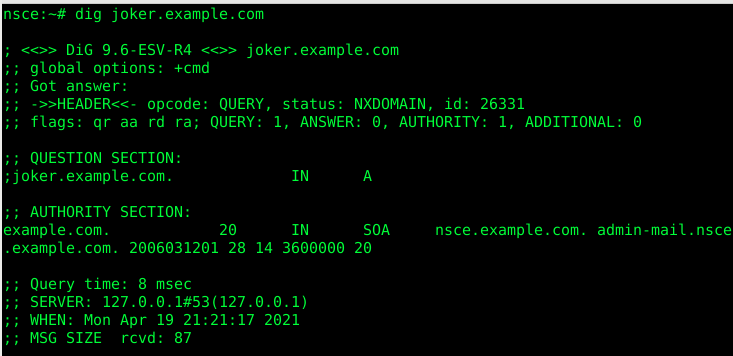 nsce:~# dig joker.example.com
; <<>> DiG 9.6-ESV-R4 <<>> joker.example.com
;; global options: +cmd
;; Got answer:
;; ->>HEADER<<- opcode: QUERY, status: NXDOMAIN, id: 26331
;; flags: qr aa rd ra; QUERY: 1, ANSWER: 0, AUTHORITY: 1, ADDITIONAL: 0
;; QUESTION SECTION:
;joker.example.com. IN A
;; AUTHORITY SECTION:
example.com. 20 IN SOA nsce.example.com. admin-mail.nsce
.example.com. 2006031201 28 14 3600000 20
;; Query time: 8 msec
;; SERVER: 127.0.0.1#53(127.0.0.1)
;; WHEN: Mon Apr 19 21:21:17 2021
;; MSG SIZE  rcvd: 87